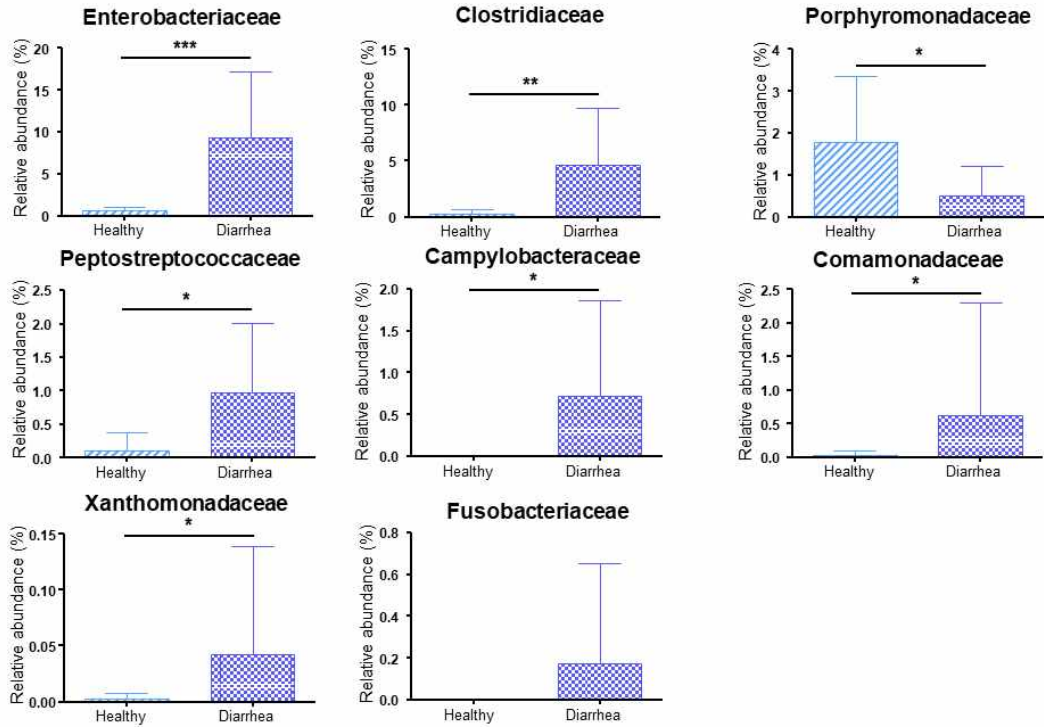 Enterobacteriaceae
Relative abundance (%)
20
15
10
5
0
***
Healthy Diarrhea
Clostridiaceae
Relative abundance (%)
15
10
5
0
**
Healthy Diarrhea
Porphyromonadaceae
Relative abundance (%)
4
3
2
1
0
*
Healthy Diarrhea
Peptostreptococcaceae
Relative abundance (%)
2.5
2.0
1.5
1.0
0.5
0.0
*
Healthy Diarrhea
Campylobacteraceae
Relative abundance (%)
2.0
1.5
1.0
0.5
0.0
*
Healthy Diarrhea
Comamonadaceae
Relative abundance (%)
2.5
2.0
1.5
1.0
0.5
0.0
*
Healthy Diarrhea
Xanthomonadaceae
Relative abundance (%)
0.15
0.10
0.05
0.00
*
Healthy Diarrhea
Fusobacteriaceae
Relative abundance (%)
0.8
0.6
0.4
0.2
0.0
Healthy Diarrhea